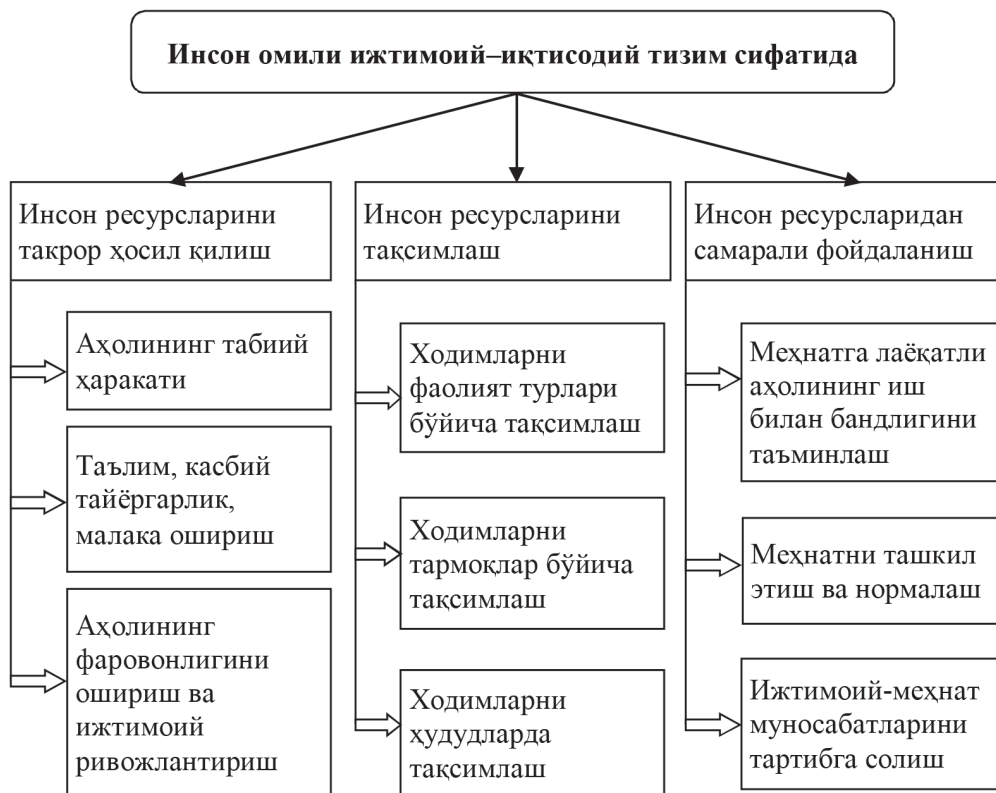 Инсон омили ижтимоий–иқтисодий тизим сифатида
Инсон ресурсларини
такрор ҳосил қилиш
Аҳолининг табиий
ҳаракати
Таълим, касбий
тайёргарлик,
малака ошириш
Аҳолининг
фаровонлигини
ошириш ва
ижтимоий
ривожлантириш
Инсон ресурсларини
тақсимлаш
Ходимларни
фаолият турлари
бўйича тақсимлаш
Ходимларни
тармоқлар бўйича
тақсимлаш
Ходимларни
ҳудудларда
тақсимлаш
Инсон ресурсларидан
самарали фойдаланиш
Меҳнатга лаёқатли
аҳолининг иш
билан бандлигини
таъминлаш
Меҳнатни ташкил
этиш ва нормалаш
Ижтимоий-меҳнат
муносабатларини
тартибга солиш